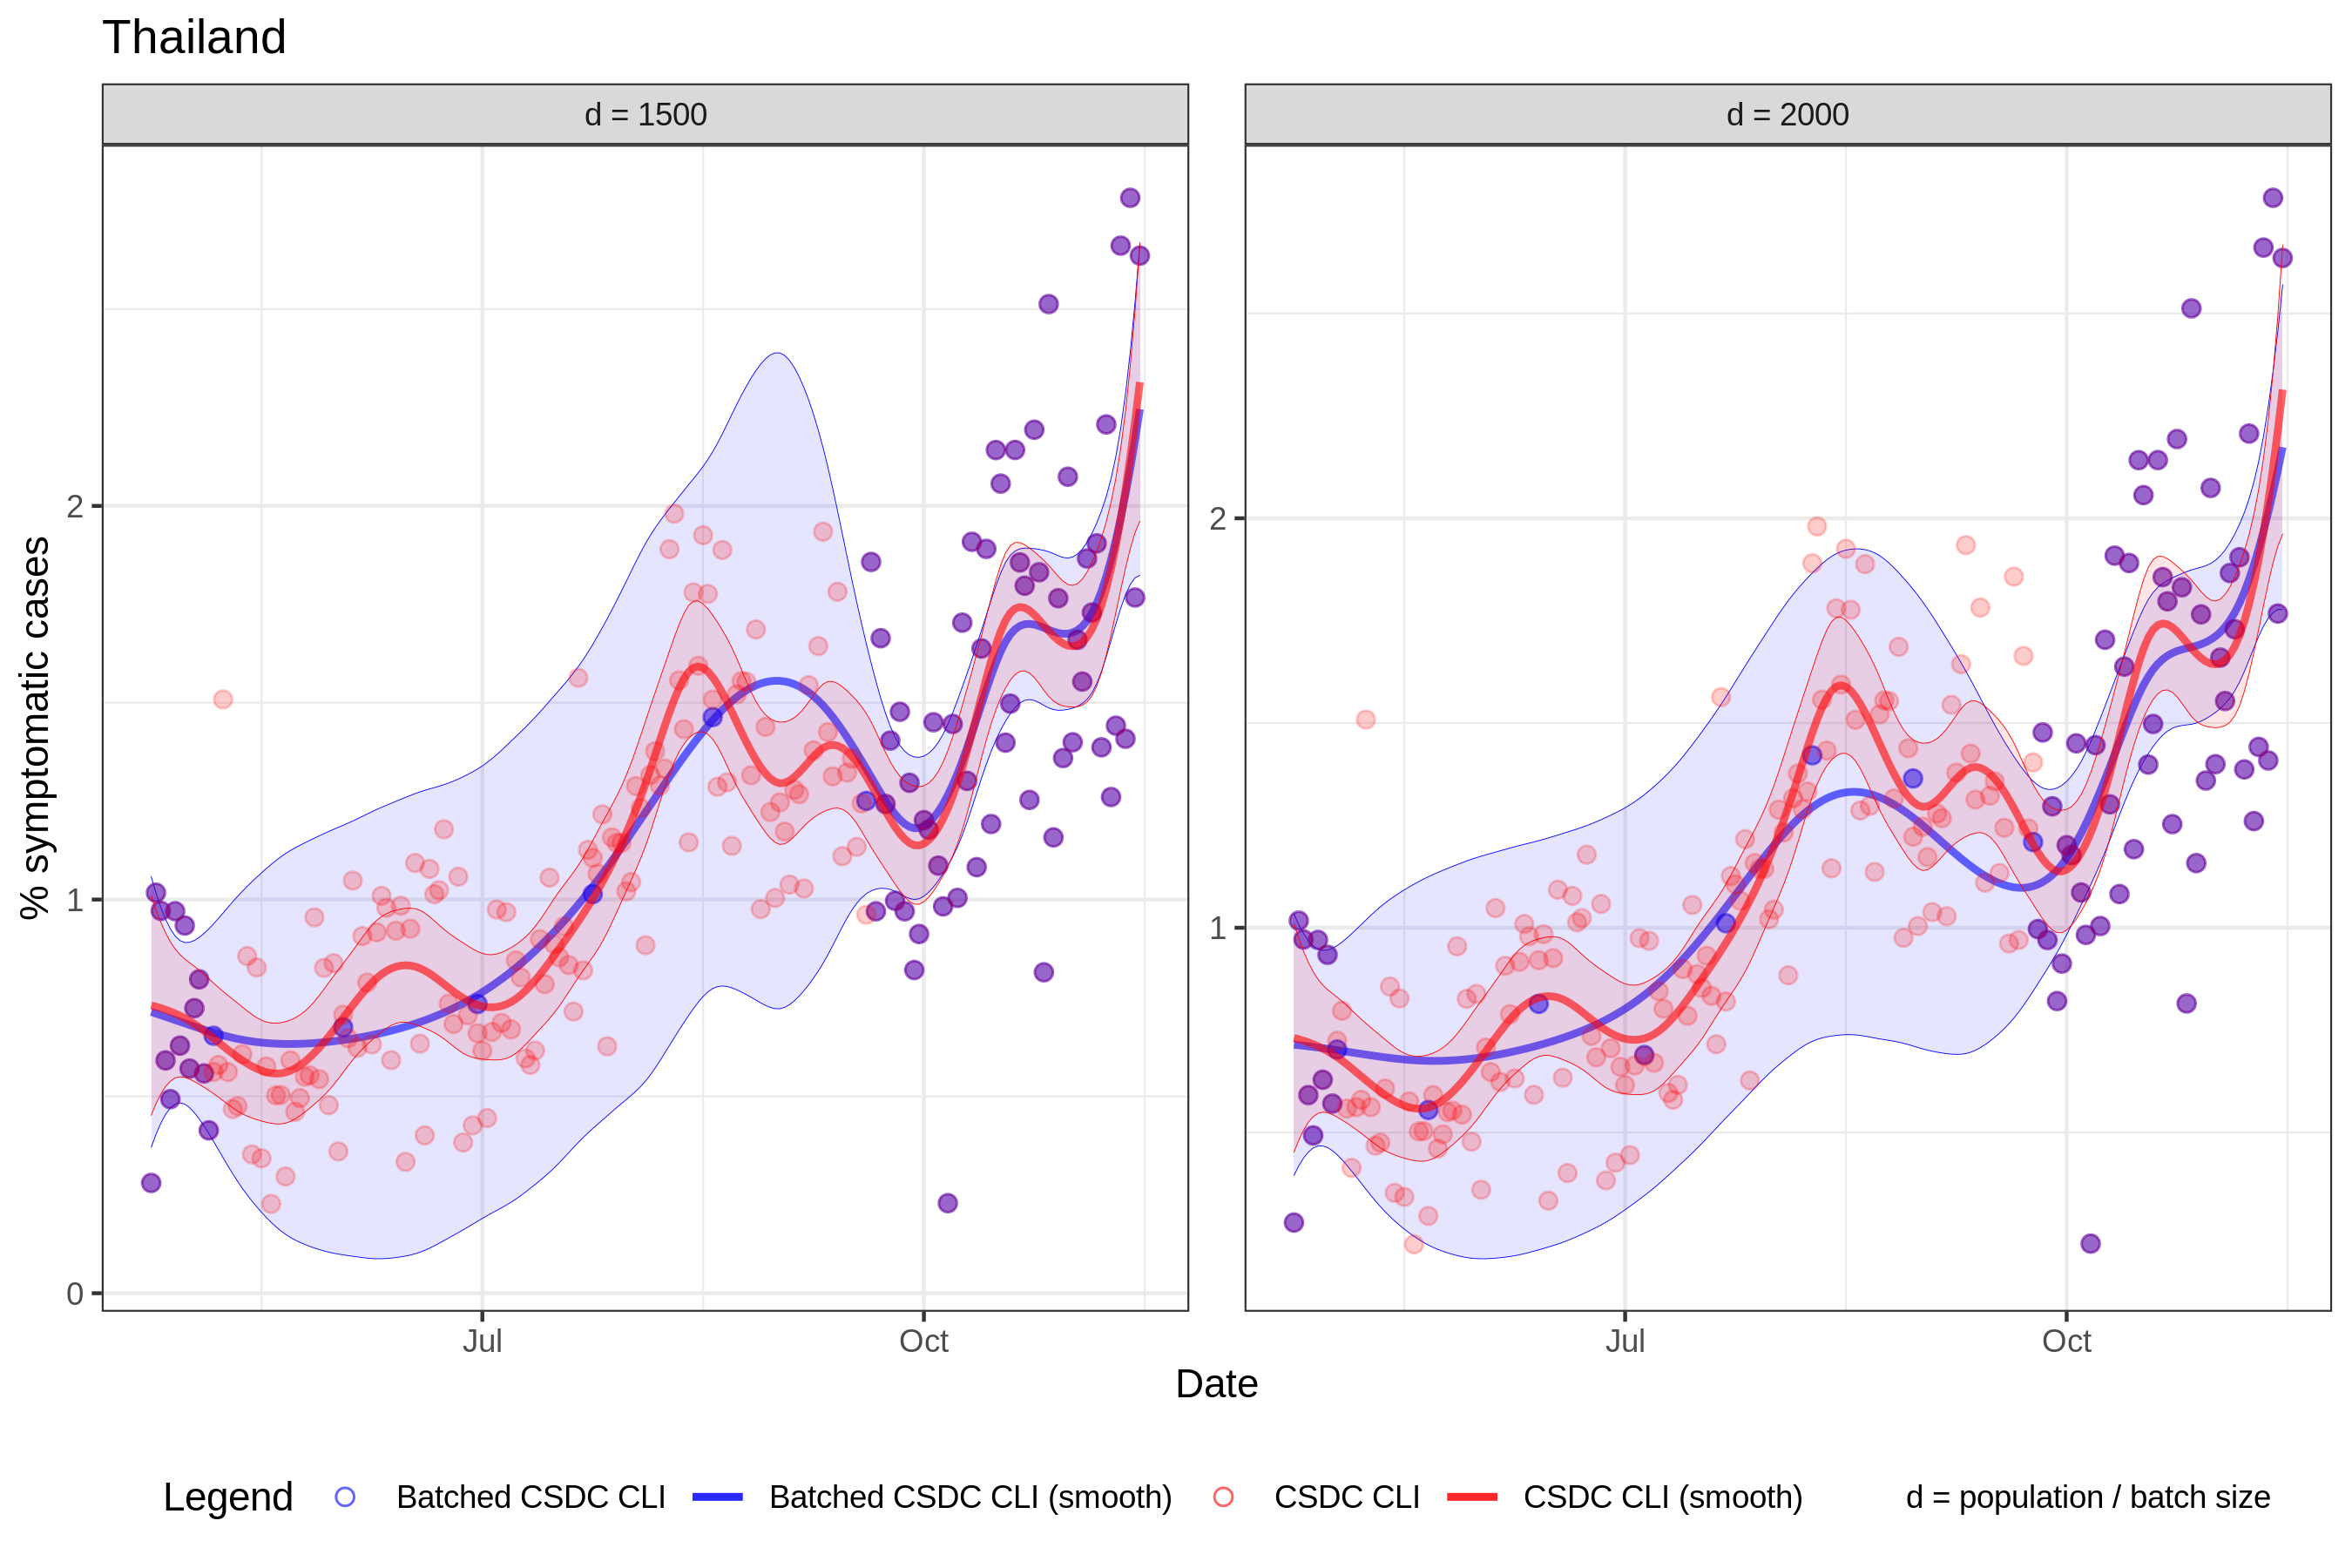 Thailand
d = 1500
d = 2000
% symptomatic cases
2
1
0
2
1
Jul
Oct
Jul
Oct
Date
Legend
Batched CSDC CLI
Batched CSDC CLI (smooth)
CSDC CLI
CSDC CLI (smooth)
d = population / batch size